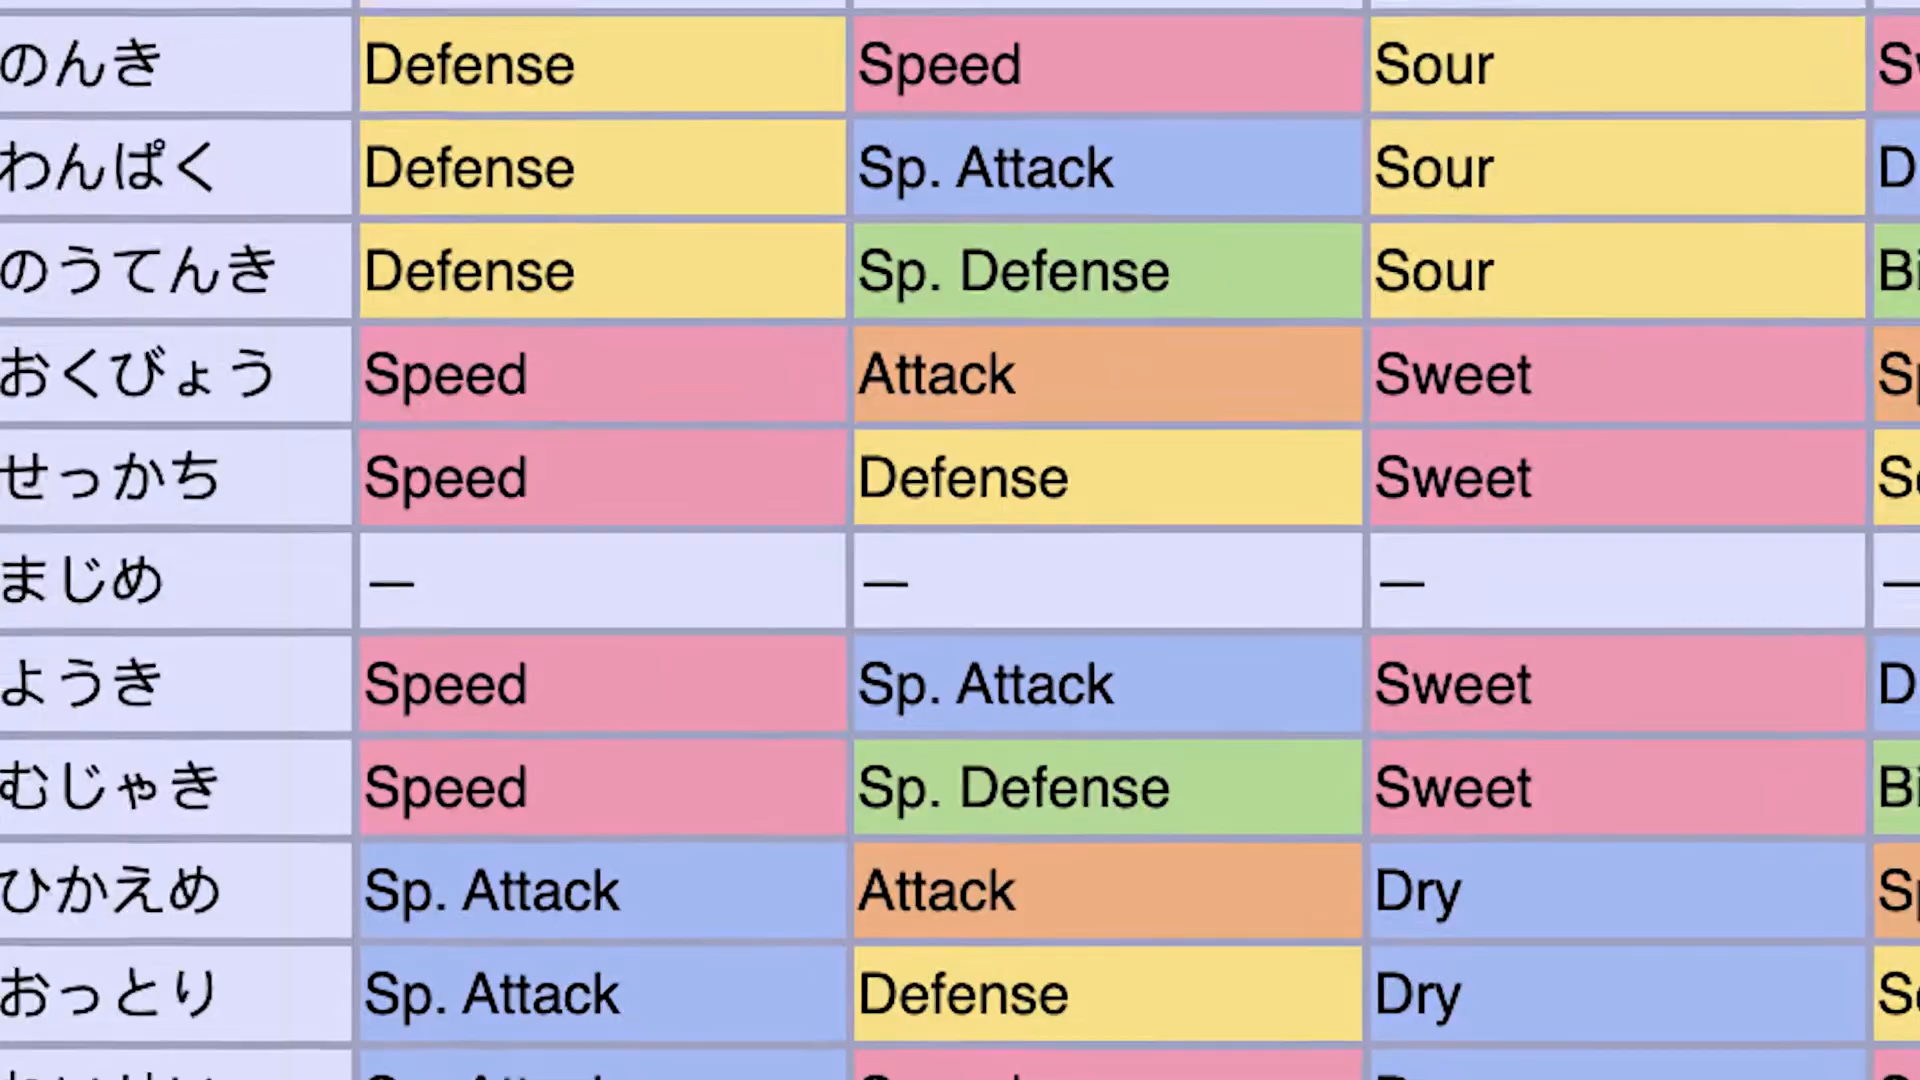 のんき Defense Speed Sour
わんぱく Defense Sp. Attack Sour D
のうてんき Defense Sp. Defense Sour Bi
おくびょう Speed Attack Sweet
せっかち Speed Defense Sweet
まじめ — — — —
ようき Speed Sp. Attack Sweet D
むじゃき Speed Sp. Defense Sweet Bi
ひかえめ Sp. Attack Attack Dry
おっとり Sp. Attack Defense Dry